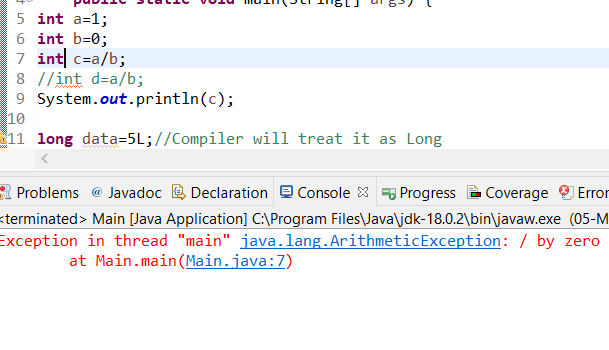 public static void main(String[] args) {
5 int a=1;
6 int b=0;
7 int c=a/b;
8 //int d=a/b;
9 System.out.println(c);
10
11 long data=5L;//Compiler will treat it as Long
<
Problems @ Javadoc Declaration Console Progress Coverage Error
<terminated> Main [Java Application] C:\Program Files\Java\jdk-18.0.2\bin\javaw.exe (05-M
Exception in thread "main" java.lang.ArithmeticException: / by zero
at Main.main(Main.java:7)